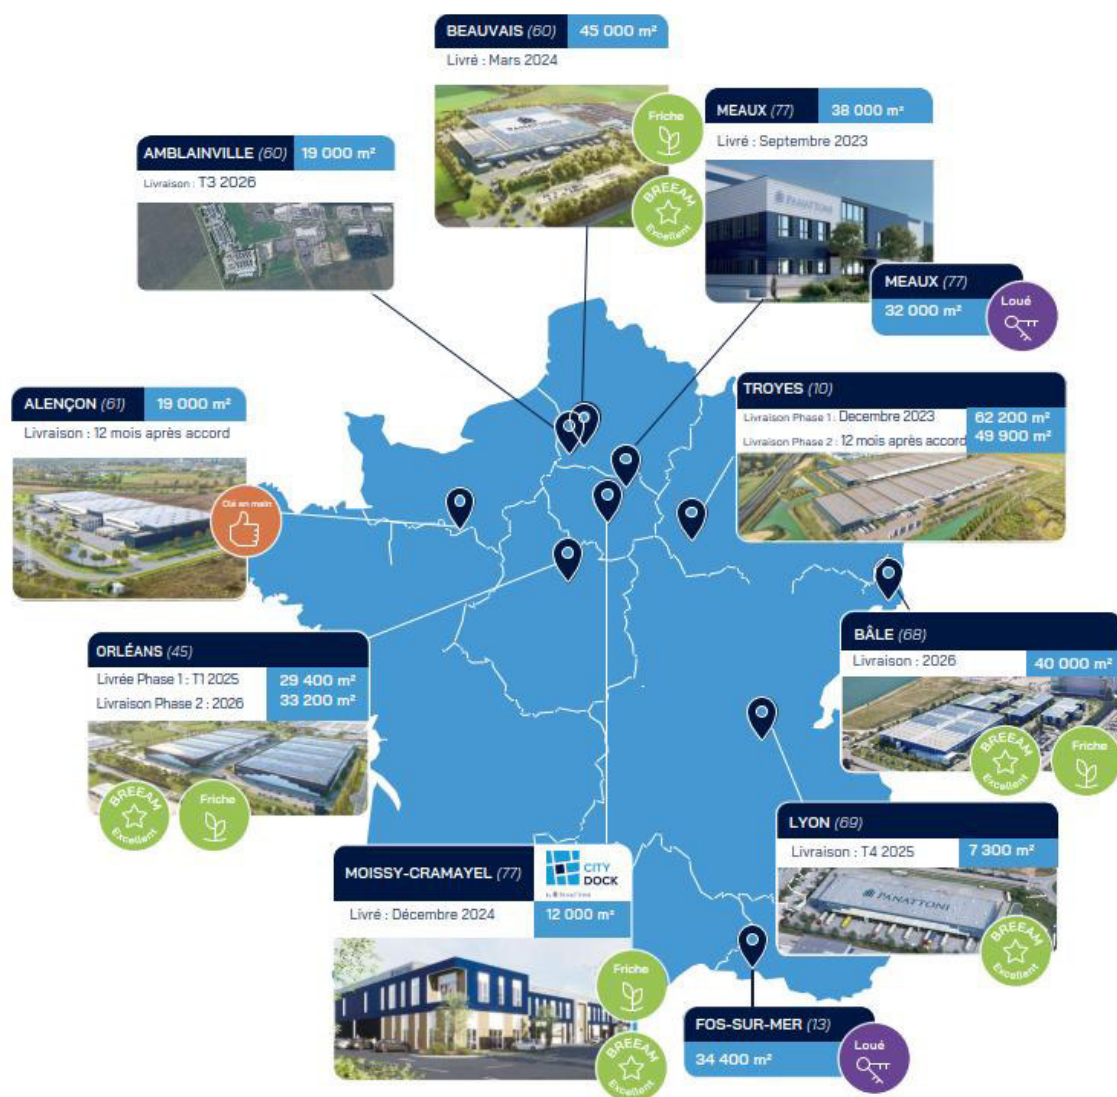 BEAUVAIS (60) 45 000 m²
Livré : Mars 2024
PANATTONI
Friche
BREEAM
Excellent
MEAUX (77) 38 000 m²
Livré : Septembre 2023
PANATTONI
MEAUX (77)
32 000 m²
Loué
AMBLAINVILLE (60) 19 000 m²
Livraison : T3 2026
ALENÇON (61) 19 000 m²
Livraison : 12 mois après accord
Clé en main
TROYES (10)
Livraison Phase 1 : Decembre 2023 62 200 m²
Livraison Phase 2 : 12 mois après accord 49 900 m²
ORLÉANS (45)
Livrée Phase 1 : T1 2025 29 400 m²
Livraison Phase 2 : 2026 33 200 m²
BREEAM
Excellent
Friche
BÂLE (68)
Livraison : 2026 40 000 m²
BREEAM
Excellent
Friche
LYON (69)
Livraison : T4 2025 7 300 m²
PANATTONI
BREEAM
Excellent
MOISSY-CRAMAYEL (77)
CITY
DOCK
Livré : Décembre 2024 12 000 m²
Friche
BREEAM
Excellent
FOS-SUR-MER (13)
34 400 m²
Loué